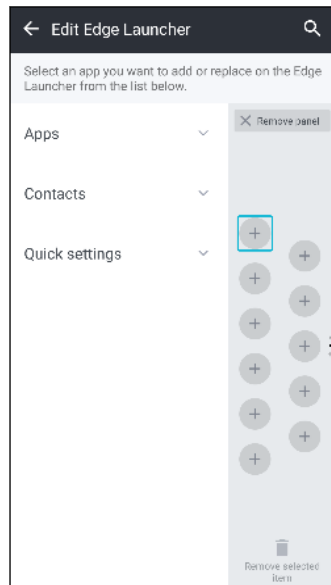 Edit Edge Launcher
Select an app you want to add or replace on the Edge
Launcher from the list below.
Remove panel
Apps
Contacts
Quick settings
Remove selected
item